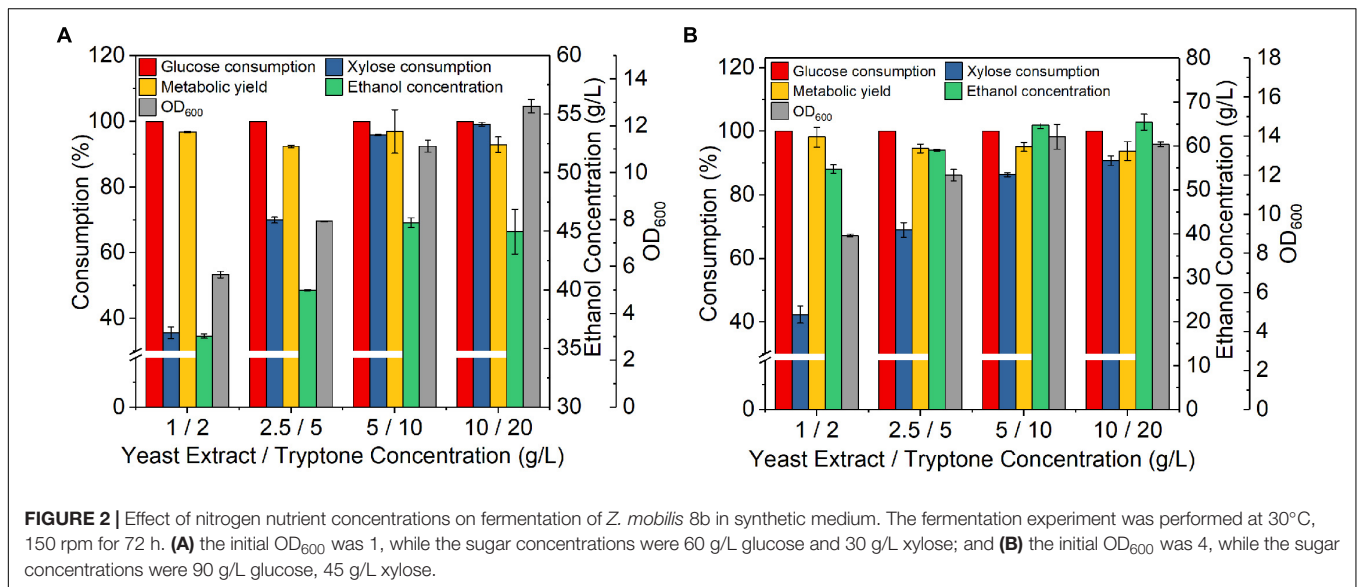 A
Glucose consumption
Xylose consumption
Metabolic yield
Ethanol concentration
OD600
Consumption (%)
120
100
80
60
40
0
60
55
50
45
40
35
30
Ethanol Concentration (g/L)
14
12
10
8
6
4
2
0
OD600
1 / 2
2.5 / 5
5 / 10
10 / 20
Yeast Extract / Tryptone Concentration (g/L)
B
Glucose consumption
Xylose consumption
Metabolic yield
Ethanol concentration
OD600
Consumption (%)
120
100
80
60
40
0
80
70
60
50
40
30
20
10
0
Ethanol Concentration (g/L)
18
16
14
12
10
8
6
4
2
0
OD600
1 / 2
2.5 / 5
5 / 10
10 / 20
Yeast Extract / Tryptone Concentration (g/L)
FIGURE 2 | Effect of nitrogen nutrient concentrations on fermentation of Z. mobilis 8b in synthetic medium. The fermentation experiment was performed at 30°C,
150 rpm for 72 h. (A) the initial OD600 was 1, while the sugar concentrations were 60 g/L glucose and 30 g/L xylose; and (B) the initial OD600 was 4, while the sugar
concentrations were 90 g/L glucose, 45 g/L xylose.